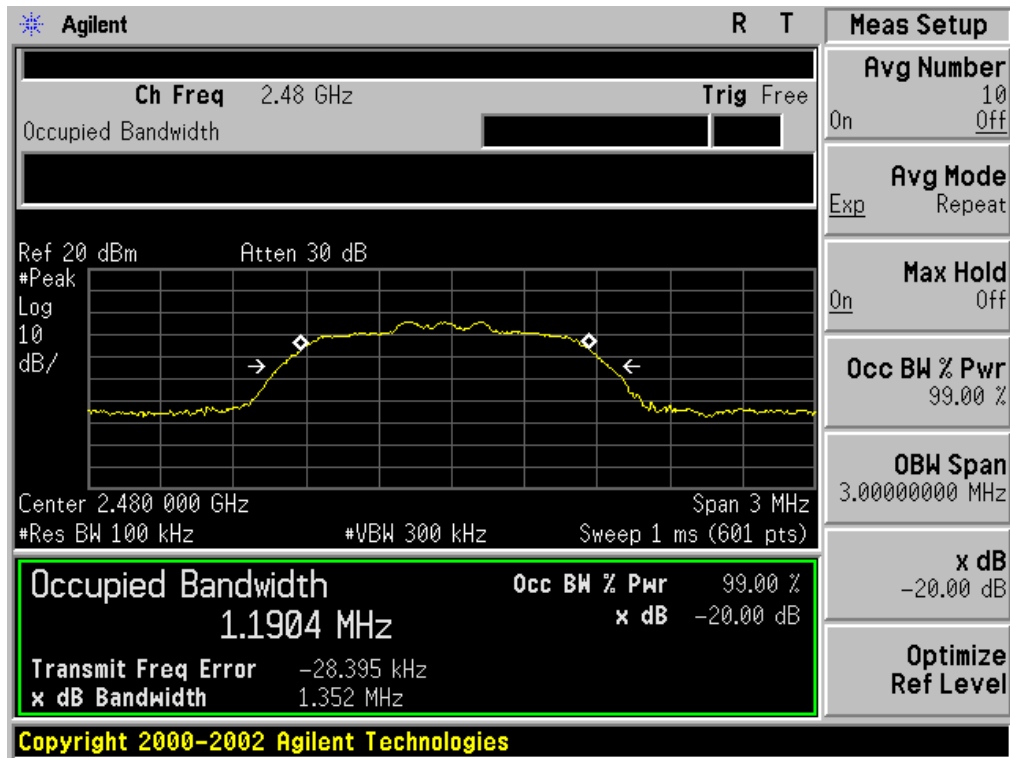 Agilent
R T
Ch Freq 2.48 GHz
Trig Free
Occupied Bandwidth
Ref 20 dBm
Atten 30 dB
#Peak
Log
10
dB/
Center 2.480 000 GHz
Span 3 MHz
#Res BW 100 kHz
#VBW 300 kHz
Sweep 1 ms (601 pts)
Occupied Bandwidth
1.1904 MHz
Occ BW % Pwr 99.00 %
x dB -20.00 dB
Transmit Freq Error -28.395 kHz
x dB Bandwidth 1.352 MHz
Copyright 2000-2002 Agilent Technologies
Meas Setup
Avg Number
10
On Off
Avg Mode
Exp Repeat
Max Hold
On Off
Occ BW % Pwr
99.00 %
OBW Span
3.00000000 MHz
x dB
-20.00 dB
Optimize
Ref Level